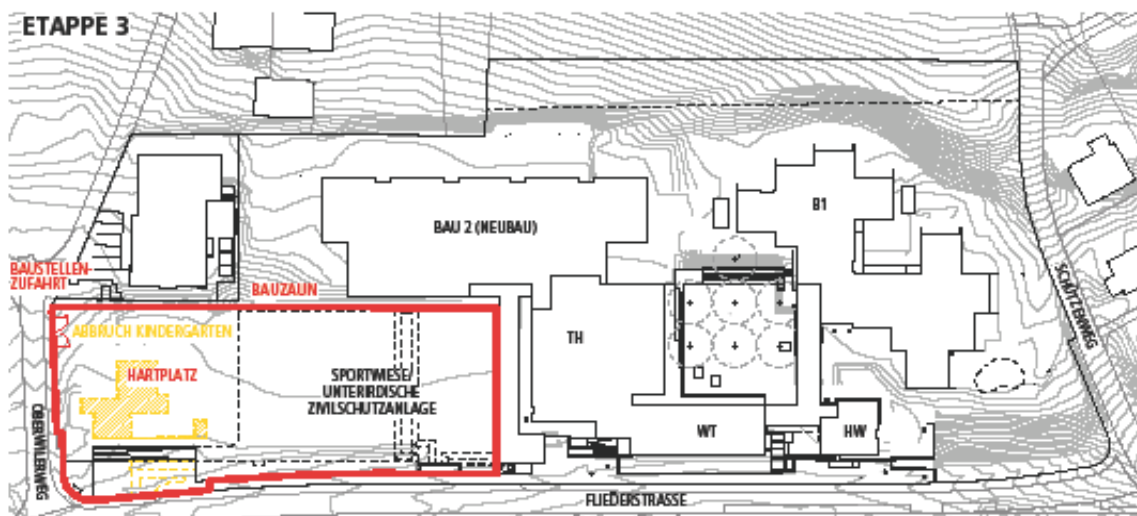 ETAPPE 3
B1
BAU 2 (NEUBAU)
BAUSTELLEN-
ZUFAHRT
BAUZAUN
SCHÜTZENWEG
ABBRUCH KINDERGARTEN
TH
HARTPLATZ
SPORTWIESE/
UNTERIRDISCHE
ZIVILSCHUTZANLAGE
OBERWILERWEG
WT
HW
FLIEDERSTRASSE